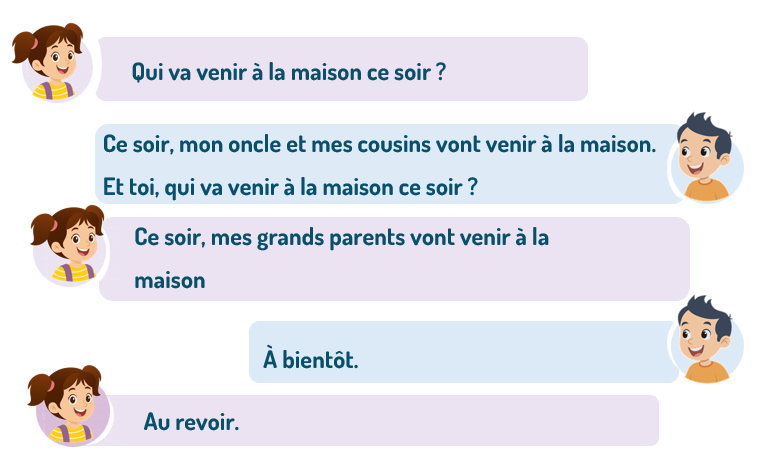 Qui va venir à la maison ce soir ?
Ce soir, mon oncle et mes cousins vont venir à la maison.
Et toi, qui va venir à la maison ce soir ?
Ce soir, mes grands parents vont venir à la
maison
À bientôt.
Au revoir.